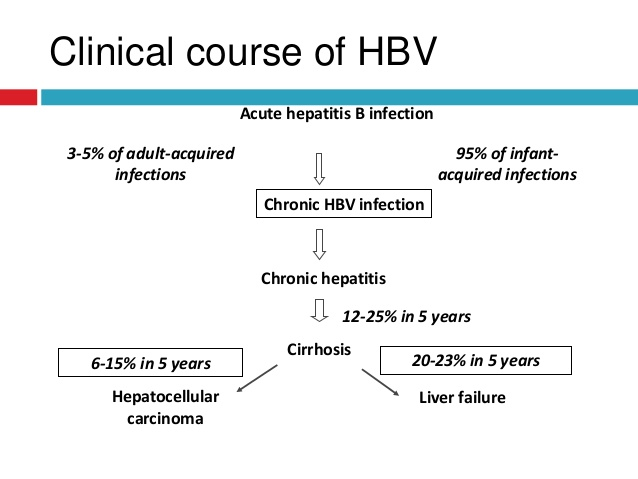 Clinical course of HBV
Acute hepatitis B infection
3-5% of adult-acquired
infections
95% of infant-
acquired infections
Chronic HBV infection
Chronic hepatitis
12-25% in 5 years
Cirrhosis
6-15% in 5 years
20-23% in 5 years
Hepatocellular
carcinoma
Liver failure